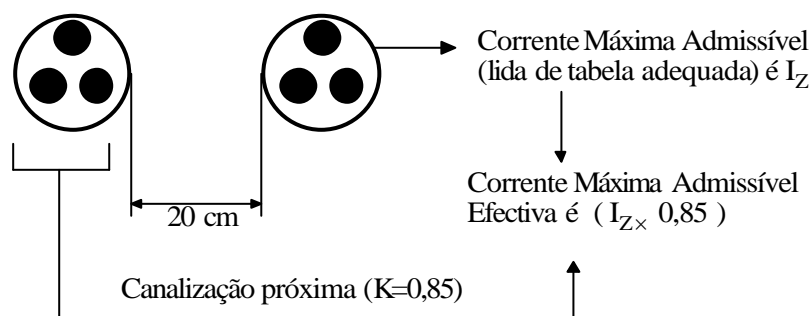 Corrente Máxima Admissível
(lida de tabela adequada) é I_Z
Corrente Máxima Admissível
Efectiva é ( I_Z× 0,85 )
20 cm
Canalização próxima (K=0,85)